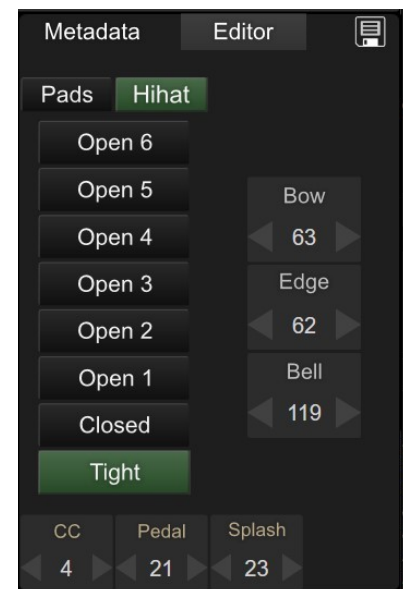 Metadata Editor
Pads Hihat
Open 6
Open 5
Open 4
Open 3
Open 2
Open 1
Closed
Tight
Bow
63
Edge
62
Bell
119
CC Pedal Splash
4 21 23